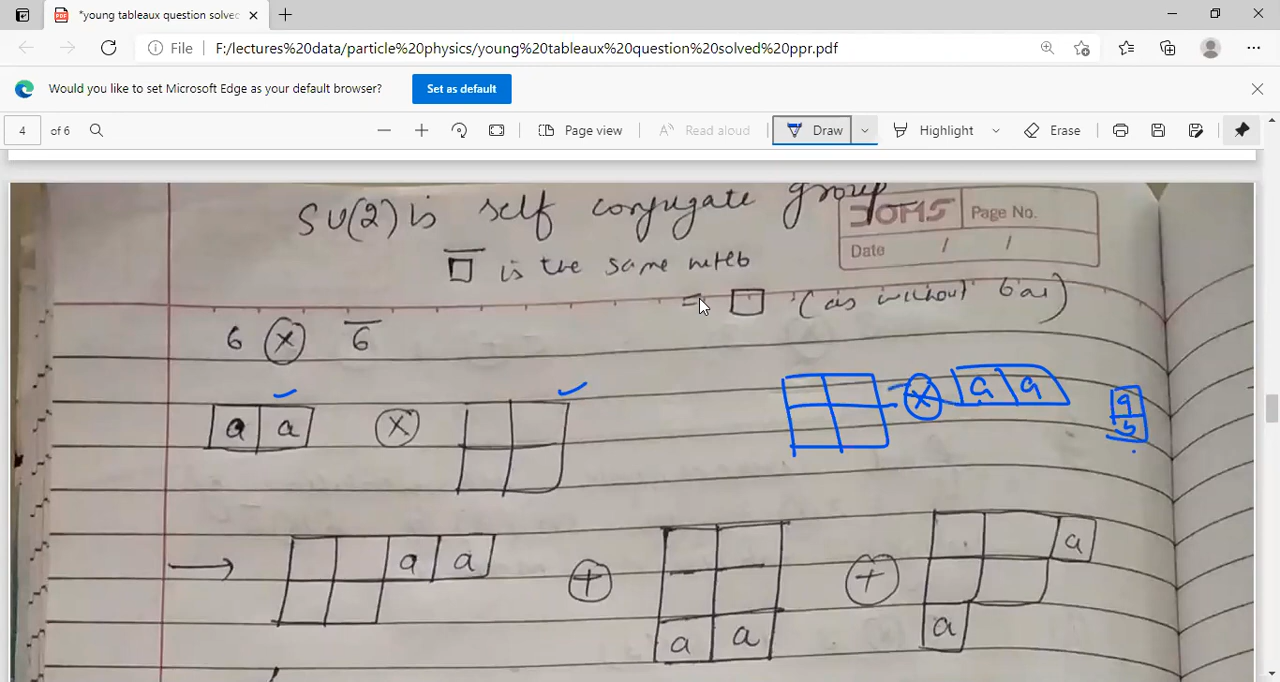 *young tableaux question solved
File F:/lectures%20data/particle%20physics/young%20tableaux%20question%20solved%20ppr.pdf
Would you like to set Microsoft Edge as your default browser? Set as default
4 of 6 Page view Read aloud Draw Highlight Erase
SU(2) is self conjugate group
Page No.
Date / /
□̅ is the same
= □ (as without bar)
6 ⊗ 6̅
a a ⊗
⊗ a a
a
b
→ a a ⊕ a a ⊕ a a